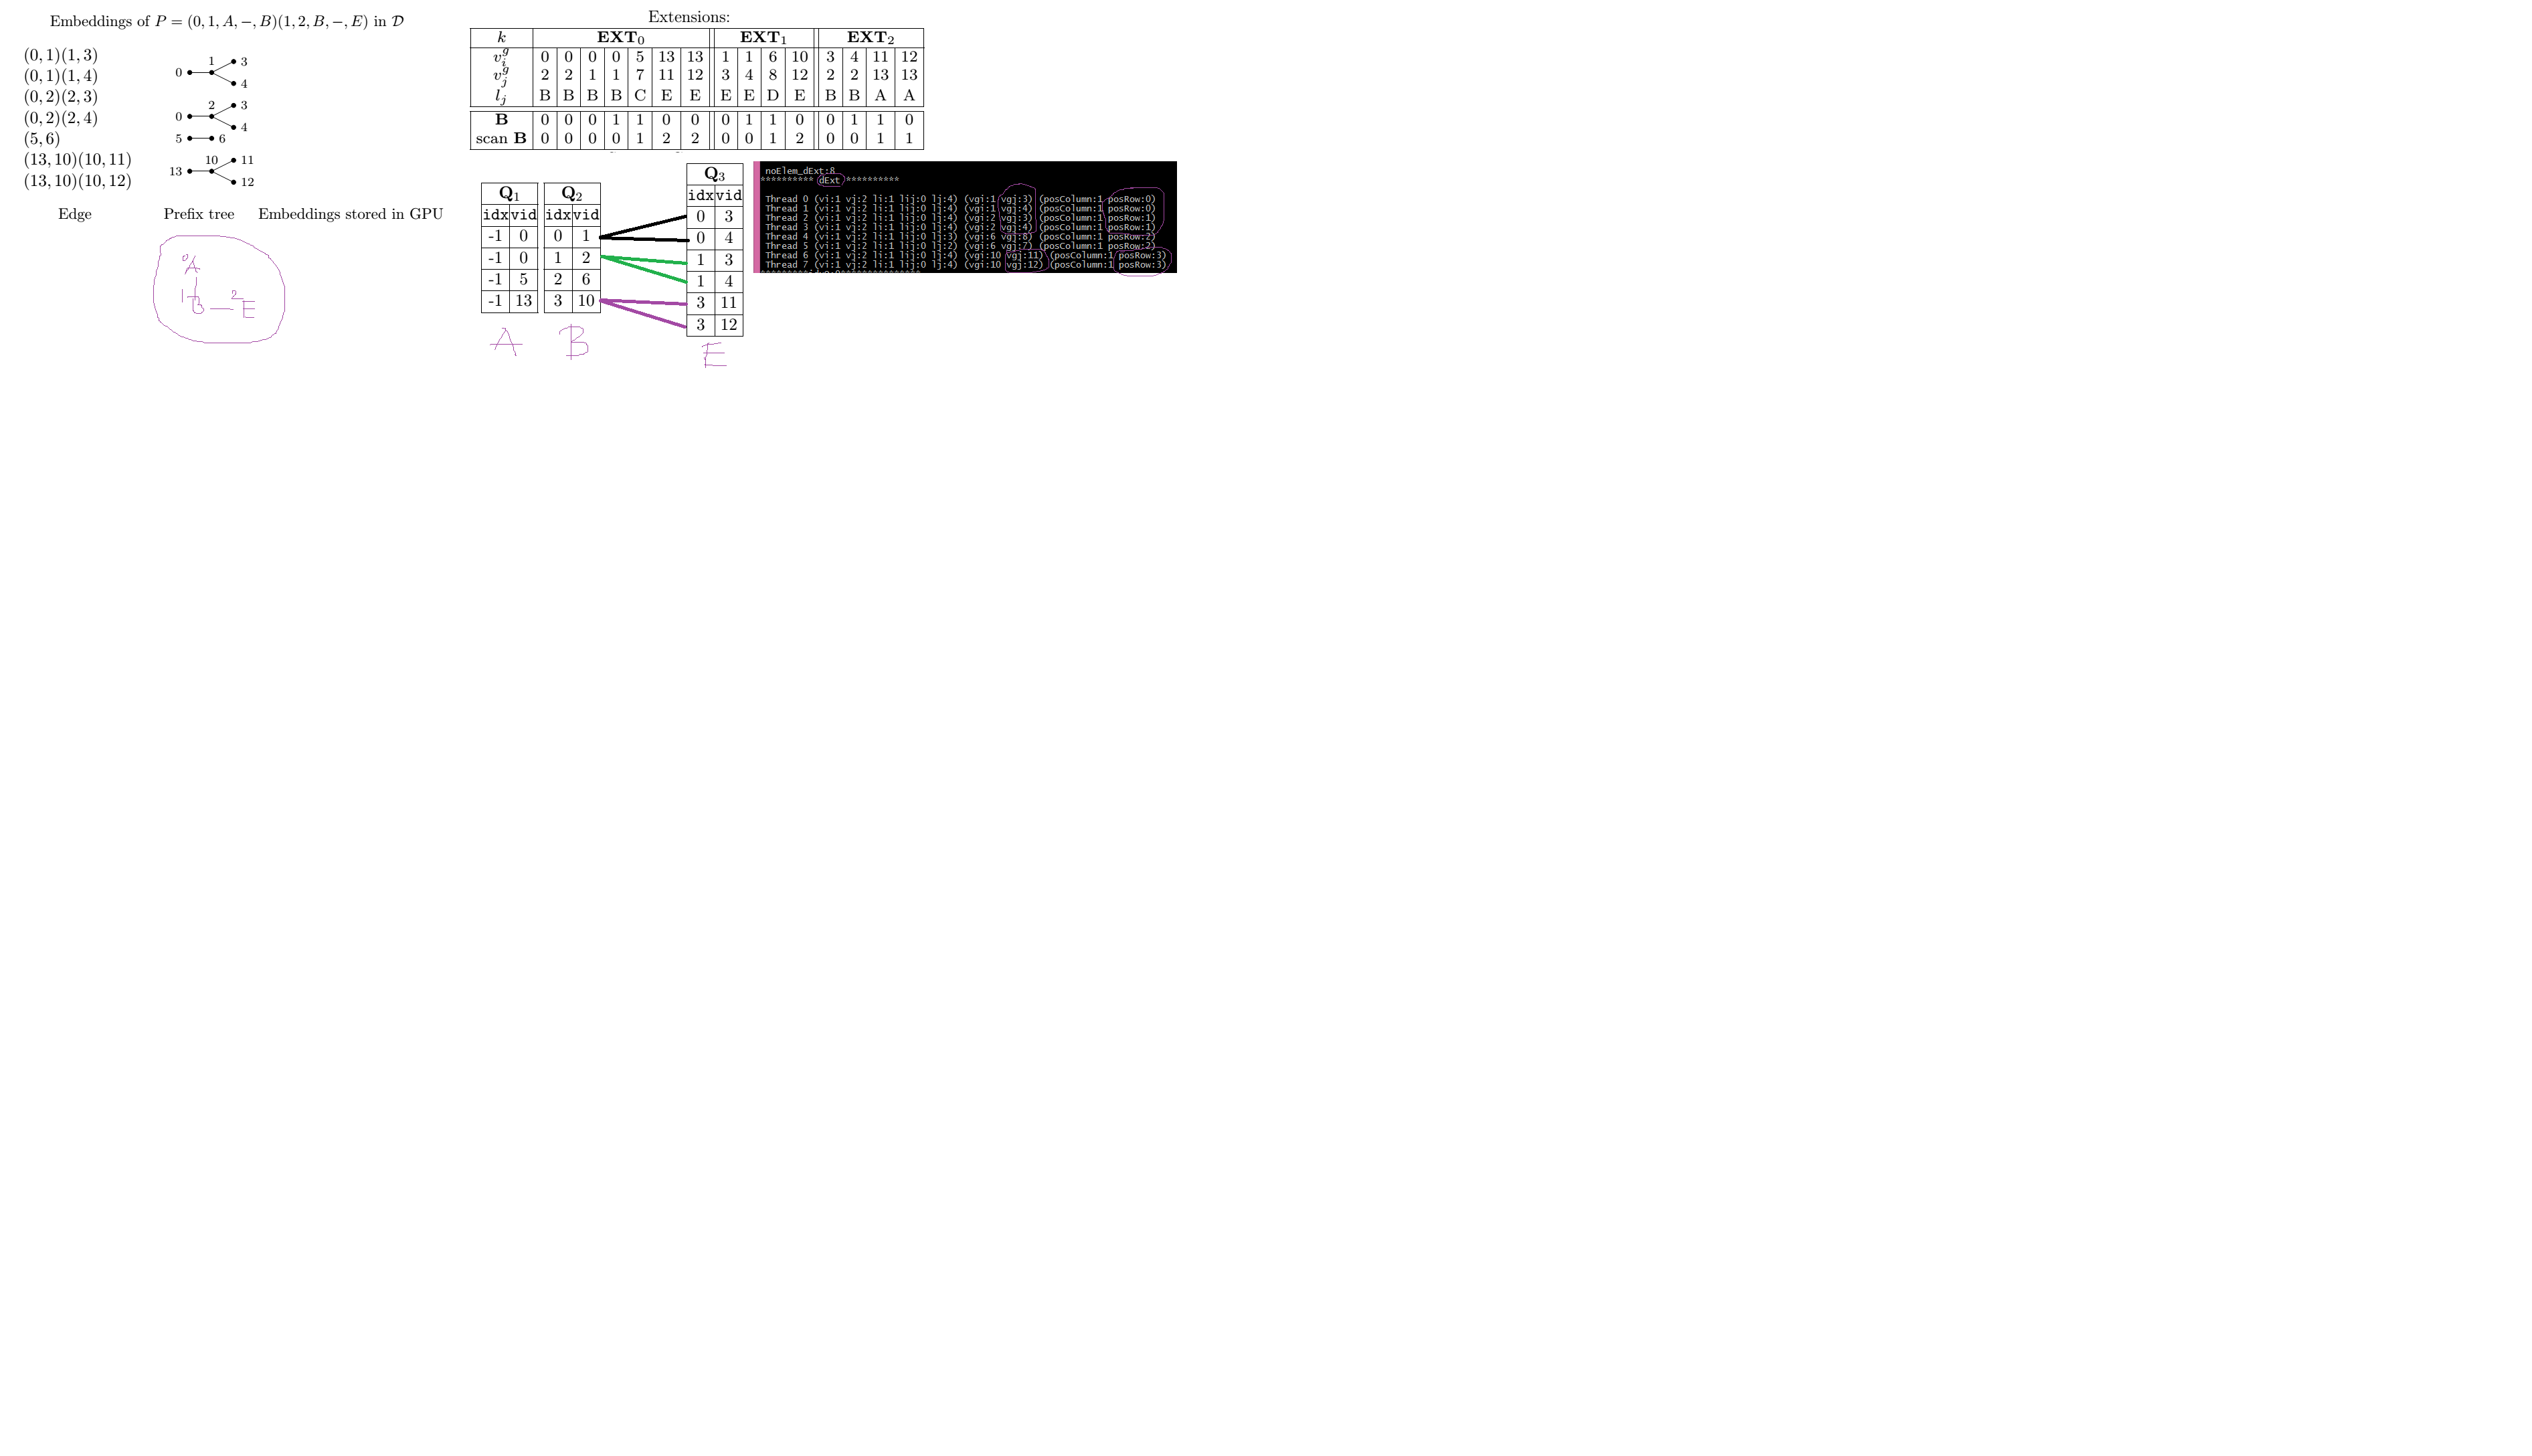 Embeddings of P = (0, 1, A, −, B)(1, 2, B, −, E) in D
(0, 1)(1, 3)
(0, 1)(1, 4)
(0, 2)(2, 3)
(0, 2)(2, 4)
(5, 6)
(13, 10)(10, 11)
(13, 10)(10, 12)
0 1 3 4
0 2 3 4
5 6
13 10 11 12
Edge Prefix tree Embeddings stored in GPU
0
A
1
B 2 E
Extensions:
k EXT0 EXT1 EXT2
v_i^g 0 0 0 0 5 13 13 1 1 6 10 3 4 11 12
v_j^g 2 2 1 1 7 11 12 3 4 8 12 2 2 13 13
l_j B B B B C E E E E D E B B A A
B 0 0 0 1 1 0 0 0 1 1 0 0 1 1 0
scan B 0 0 0 0 1 2 2 0 0 1 2 0 0 1 1
Q1
idx vid
-1 0
-1 0
-1 5
-1 13
A
Q2
idx vid
0 1
1 2
2 6
3 10
B
Q3
idx vid
0 3
0 4
1 3
1 4
3 11
3 12
E
noElem_dExt:8
********** dExt **********
Thread 0 (vi:1 vj:2 li:1 lij:0 lj:4) (vgi:1 vgj:3) (posColumn:1 posRow:0)
Thread 1 (vi:1 vj:2 li:1 lij:0 lj:4) (vgi:1 vgj:4) (posColumn:1 posRow:0)
Thread 2 (vi:1 vj:2 li:1 lij:0 lj:4) (vgi:2 vgj:3) (posColumn:1 posRow:1)
Thread 3 (vi:1 vj:2 li:1 lij:0 lj:4) (vgi:2 vgj:4) (posColumn:1 posRow:1)
Thread 4 (vi:1 vj:2 li:1 lij:0 lj:3) (vgi:6 vgj:8) (posColumn:1 posRow:2)
Thread 5 (vi:1 vj:2 li:1 lij:0 lj:2) (vgi:6 vgj:7) (posColumn:1 posRow:2)
Thread 6 (vi:1 vj:2 li:1 lij:0 lj:4) (vgi:10 vgj:11) (posColumn:1 posRow:3)
Thread 7 (vi:1 vj:2 li:1 lij:0 lj:4) (vgi:10 vgj:12) (posColumn:1 posRow:3)